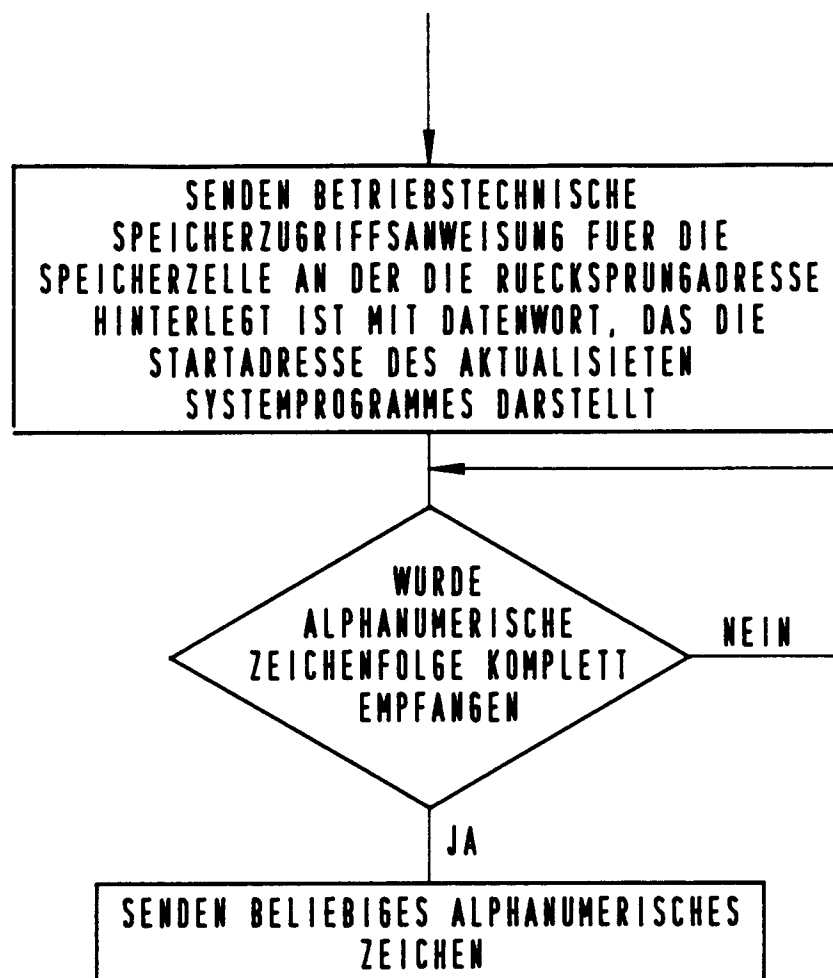 SENDEN BETRIEBSTECHNISCHE
SPEICHERZUGRIFFSANWEISUNG FUER DIE
SPEICHERZELLE AN DER DIE RUECKSPRUNGADRESSE
HINTERLEGT IST MIT DATENWORT, DAS DIE
STARTADRESSE DES AKTUALISIETEN
SYSTEMPROGRAMMES DARSTELLT
WURDE
ALPHANUMERISCHE
ZEICHENFOLGE KOMPLETT
EMPFANGEN
NEIN
JA
SENDEN BELIEBIGES ALPHANUMERISCHES
ZEICHEN